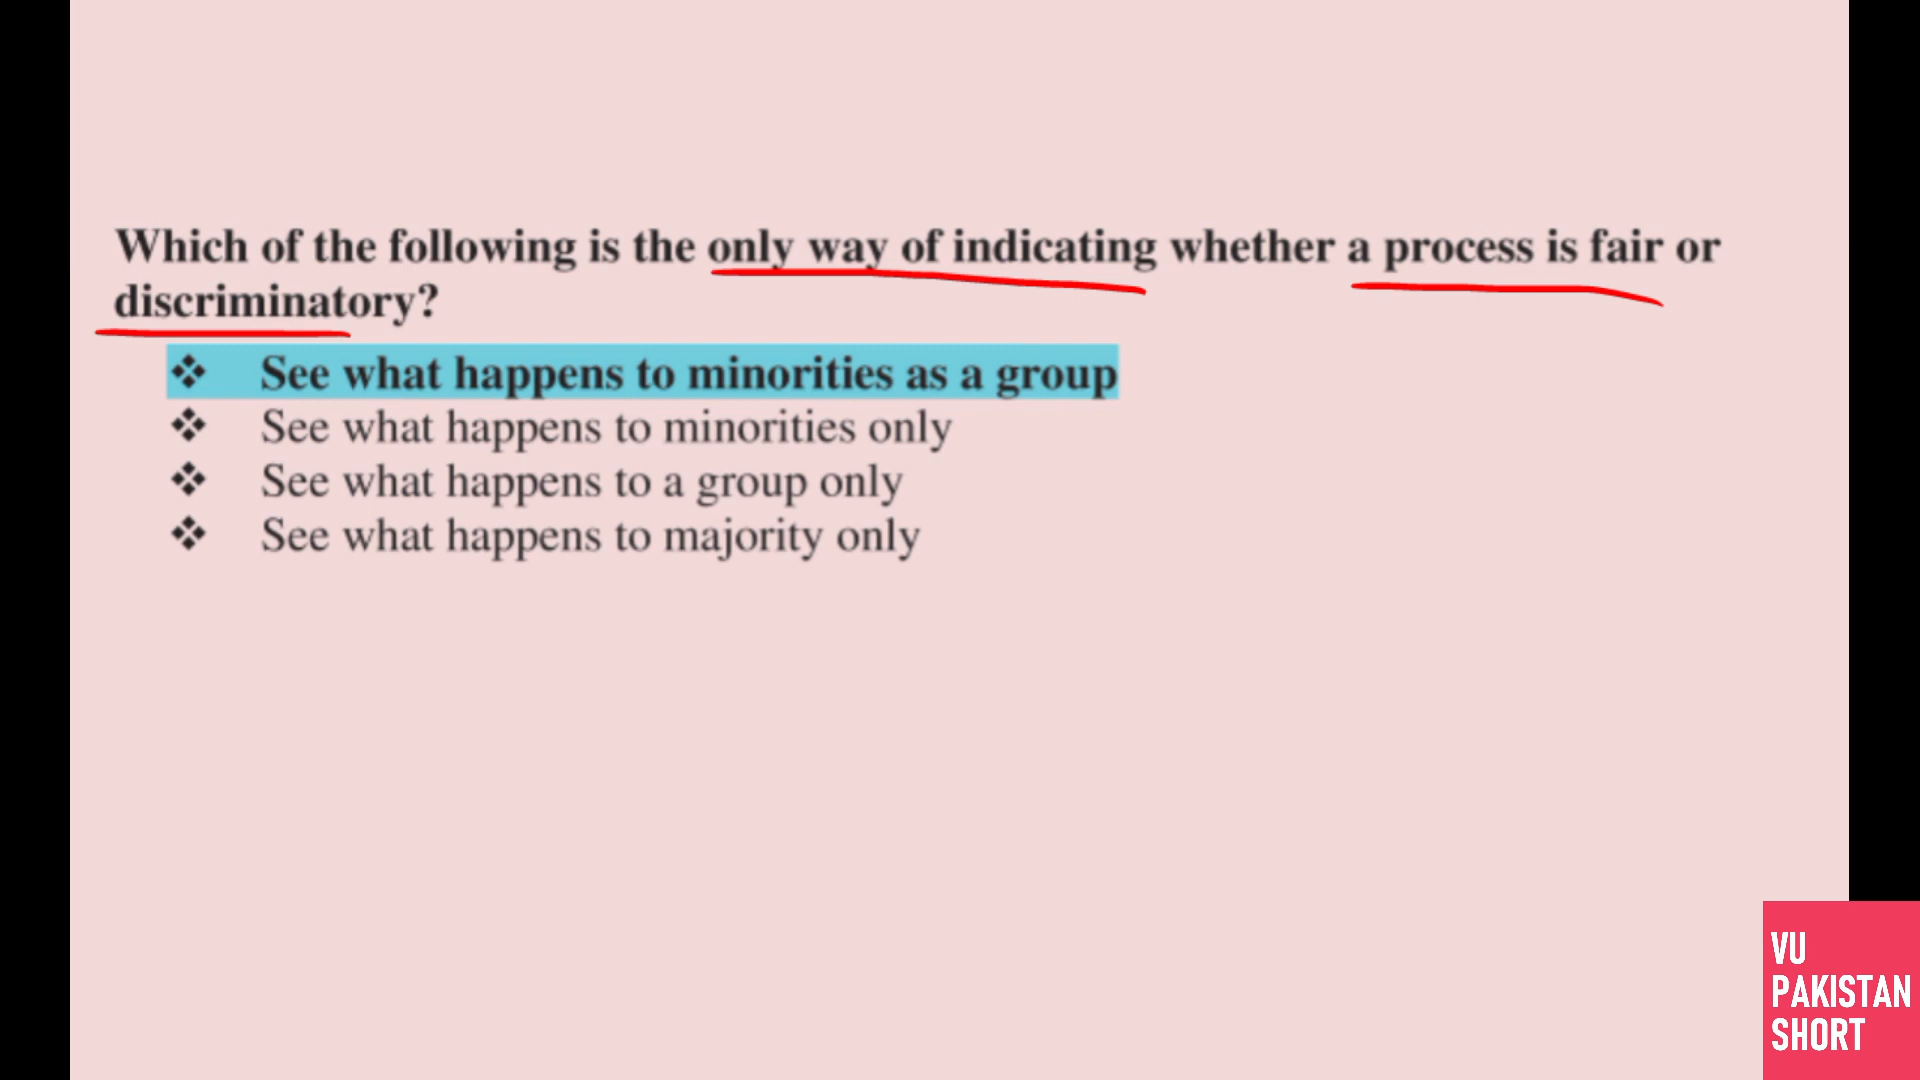 Which of the following is the only way of indicating whether a process is fair or
discriminatory?
❖ See what happens to minorities as a group
❖ See what happens to minorities only
❖ See what happens to a group only
❖ See what happens to majority only
VU
PAKISTAN
SHORT